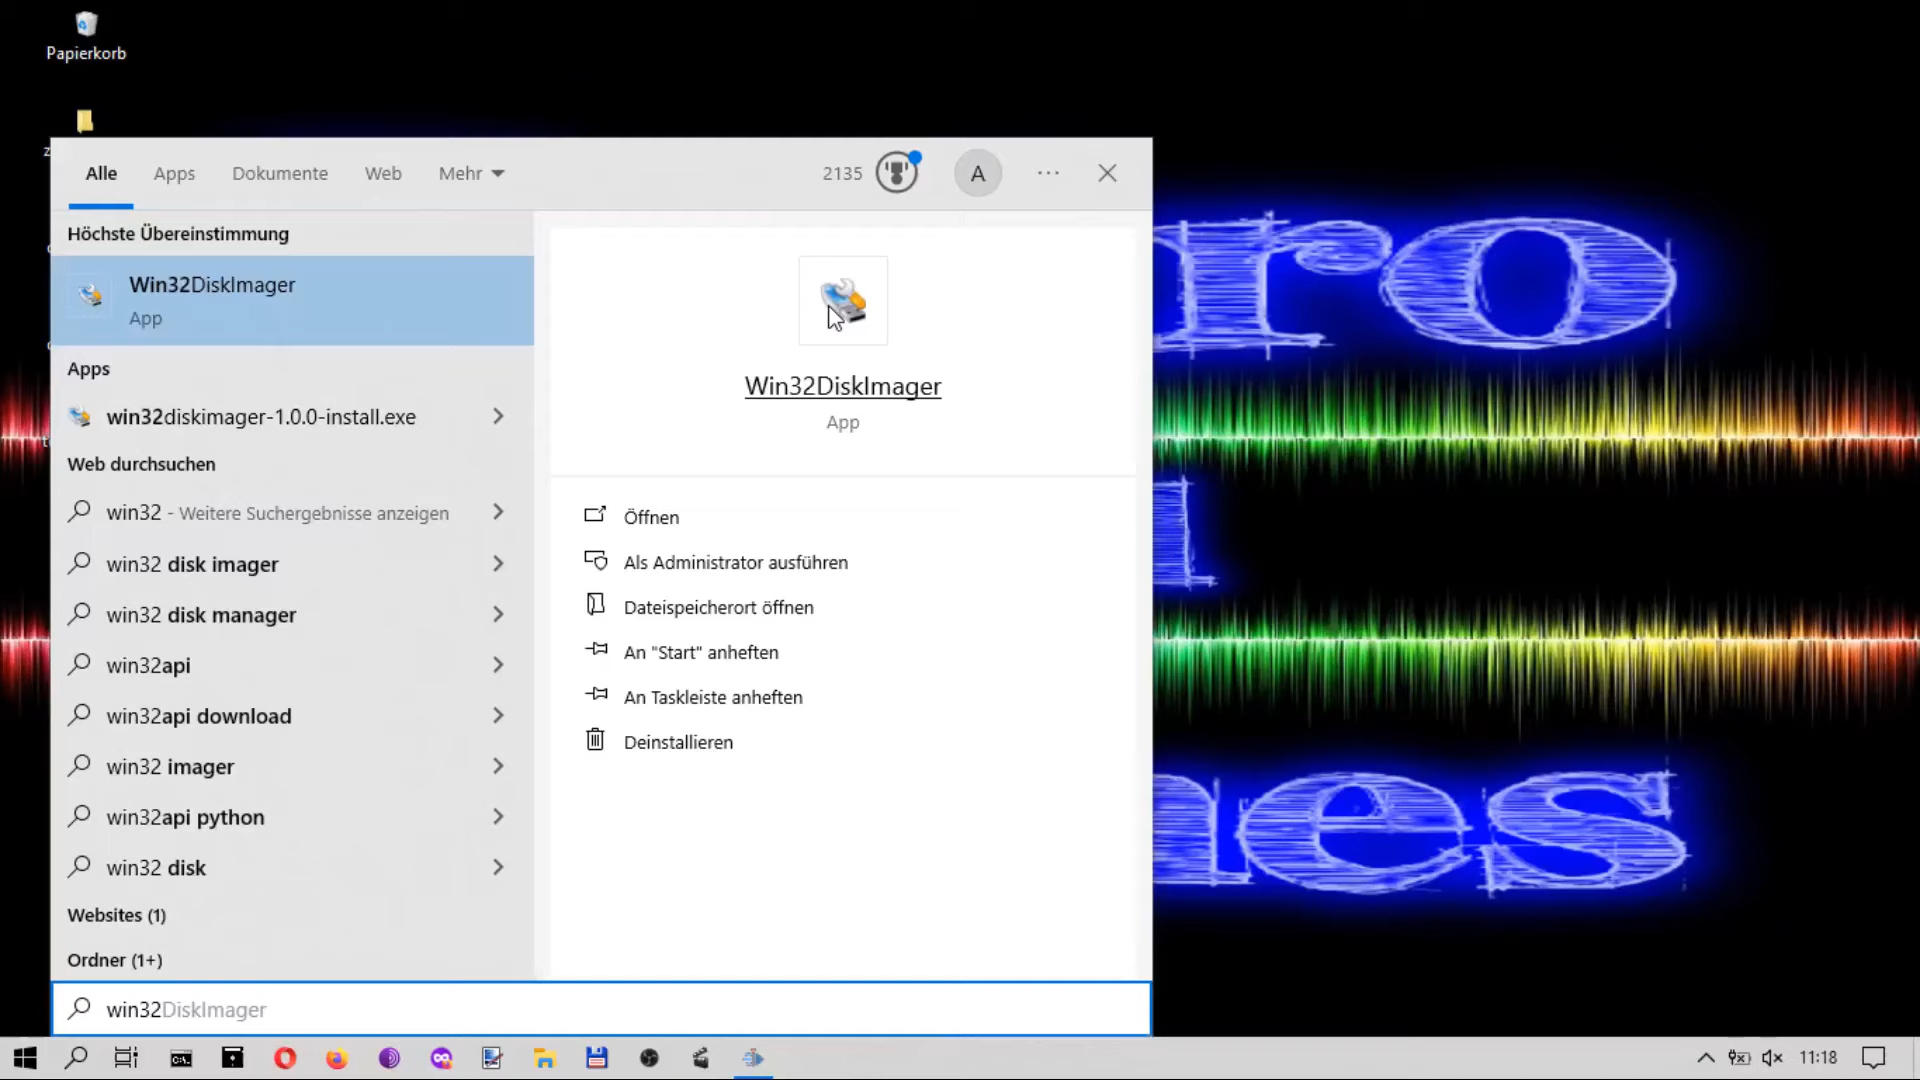 Papierkorb
Alle
Apps
Dokumente
Web
Mehr
2135
A
Höchste Übereinstimmung
Win32DiskImager
App
Apps
win32diskimager-1.0.0-install.exe
Web durchsuchen
win32 - Weitere Suchergebnisse anzeigen
win32 disk imager
win32 disk manager
win32api
win32api download
win32 imager
win32api python
win32 disk
Websites (1)
Ordner (1+)
Win32DiskImager
App
Öffnen
Als Administrator ausführen
Dateispeicherort öffnen
An "Start" anheften
An Taskleiste anheften
Deinstallieren
win32DiskImager
ro
es
11:18